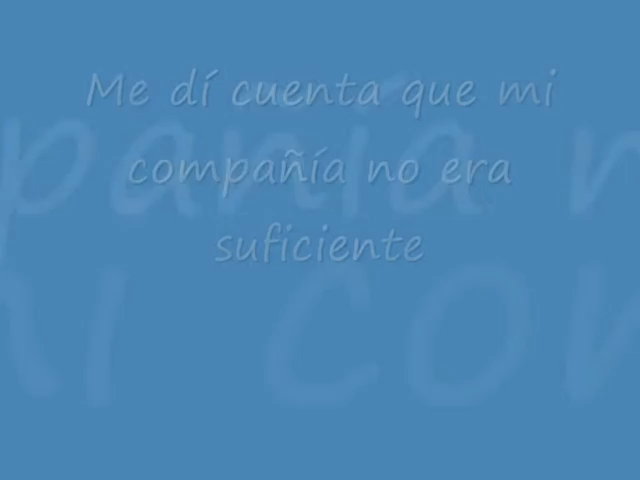 Me dí cuenta que mi
compañía no era
suficiente